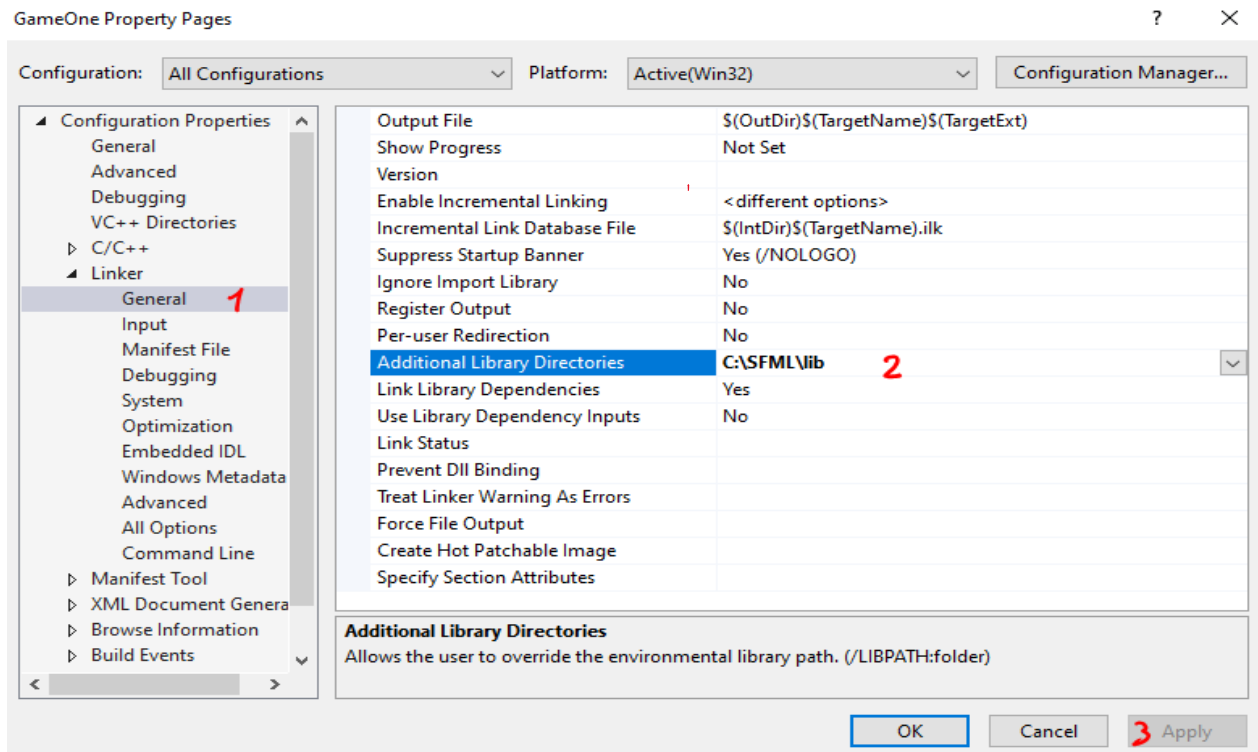 GameOne Property Pages
Configuration: All Configurations Platform: Active(Win32) Configuration Manager...
Configuration Properties
General
Advanced
Debugging
VC++ Directories
C/C++
Linker
General 1
Input
Manifest File
Debugging
System
Optimization
Embedded IDL
Windows Metadata
Advanced
All Options
Command Line
Manifest Tool
XML Document Genera
Browse Information
Build Events
Output File $(OutDir)$(TargetName)$(TargetExt)
Show Progress Not Set
Version
Enable Incremental Linking <different options>
Incremental Link Database File $(IntDir)$(TargetName).ilk
Suppress Startup Banner Yes (/NOLOGO)
Ignore Import Library No
Register Output No
Per-user Redirection No
Additional Library Directories C:\SFML\lib 2
Link Library Dependencies Yes
Use Library Dependency Inputs No
Link Status
Prevent Dll Binding
Treat Linker Warning As Errors
Force File Output
Create Hot Patchable Image
Specify Section Attributes
Additional Library Directories
Allows the user to override the environmental library path. (/LIBPATH:folder)
OK Cancel 3 Apply